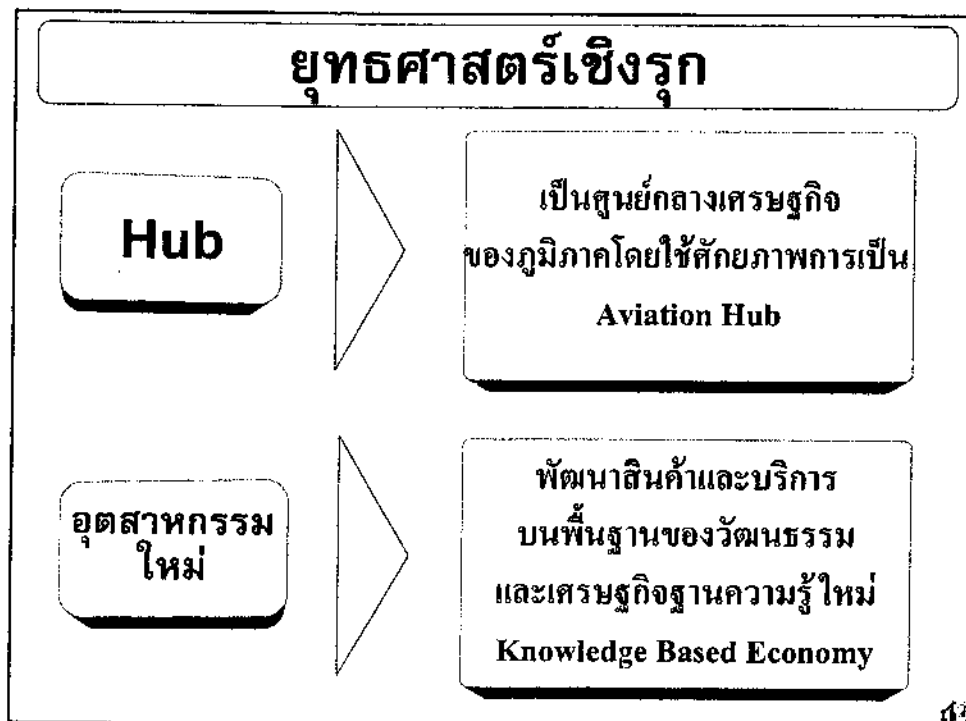 ยุทธศาสตร์เชิงรุก
Hub
เป็นศูนย์กลางเศรษฐกิจ
ของภูมิภาคโดยใช้ศักยภาพการเป็น
Aviation Hub
อุตสาหกรรม
ใหม่
พัฒนาสินค้าและบริการ
บนพื้นฐานของวัฒนธรรม
และเศรษฐกิจฐานความรู้ใหม่
Knowledge Based Economy